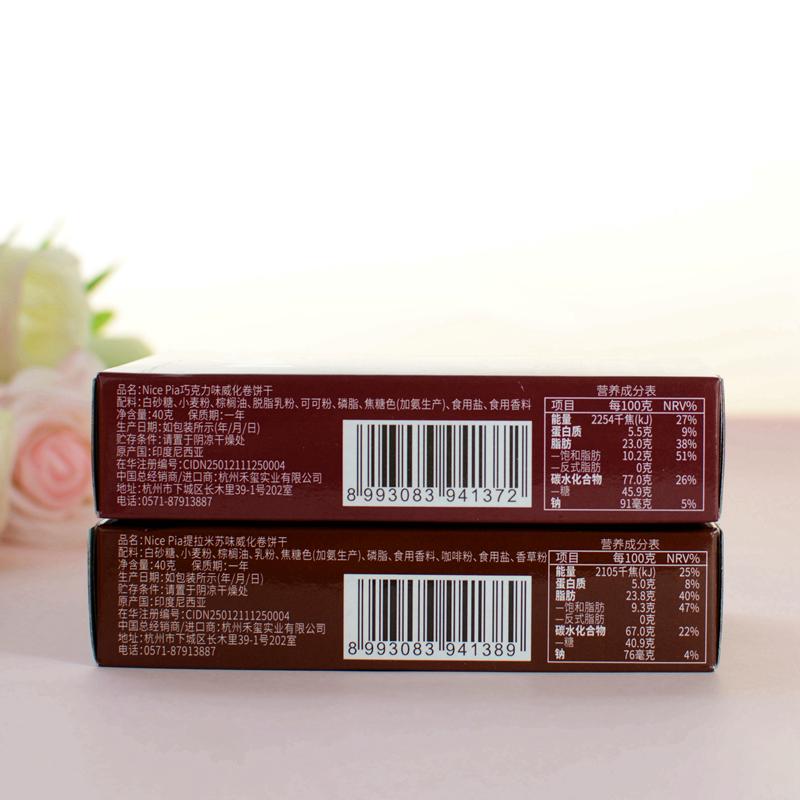 品名:Nice Pia巧克力味威化卷饼干
配料:白砂糖、小麦粉、棕榈油、脱脂乳粉、可可粉、磷脂、焦糖色(加氨生产)、食用盐、食用香料
净含量:40克 保质期:一年
生产日期:如包装所示(年/月/日)
贮存条件:请置于阴凉干燥处
原产国:印度尼西亚
在华注册编号:CIDN25012111250004
中国总经销商/进口商:杭州禾玺实业有限公司
地址:杭州市下城区长木里39-1号202室
电话:0571-87913887
8 993083 941372
营养成分表
项目 每100克 NRV%
能量 2254千焦(kJ) 27%
蛋白质 5.5克 9%
脂肪 23.0克 38%
—饱和脂肪 10.2克 51%
—反式脂肪 0克
碳水化合物 77.0克 26%
—糖 45.9克
钠 91毫克 5%
品名:Nice Pia提拉米苏味威化卷饼干
配料:白砂糖、小麦粉、棕榈油、乳粉、焦糖色(加氨生产)、磷脂、食用香料、咖啡粉、食用盐、香草粉
净含量:40克 保质期:一年
生产日期:如包装所示(年/月/日)
贮存条件:请置于阴凉干燥处
原产国:印度尼西亚
在华注册编号:CIDN25012111250004
中国总经销商/进口商:杭州禾玺实业有限公司
地址:杭州市下城区长木里39-1号202室
电话:0571-87913887
8 993083 941389
营养成分表
项目 每100克 NRV%
能量 2105千焦(kJ) 25%
蛋白质 5.0克 8%
脂肪 23.8克 40%
—饱和脂肪 9.3克 47%
—反式脂肪 0克
碳水化合物 67.0克 22%
—糖 40.9克
钠 76毫克 4%